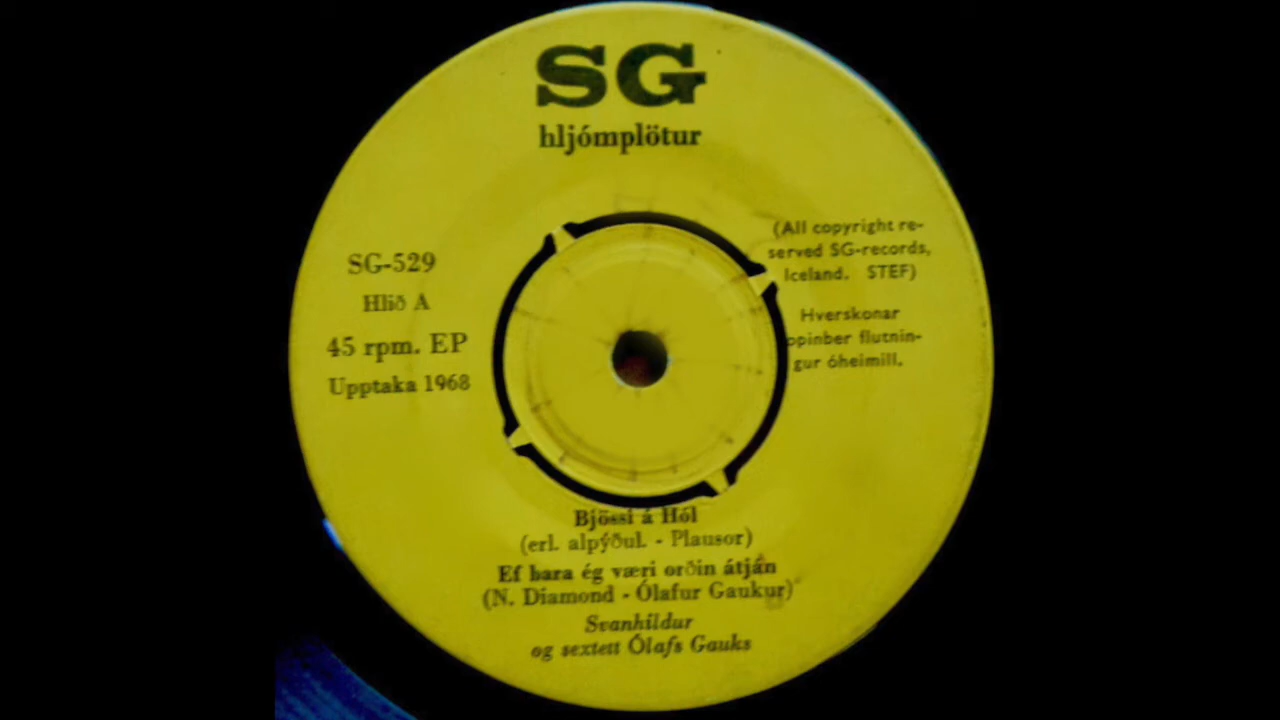 SG
hljómplötur
SG-529
Hlið A
45 rpm. EP
Upptaka 1968
(All copyright re-
served SG-records,
Iceland. STEF)
Hverskonar
opinber flutnin-
gur óheimill.
Bjössi á Hól
(erl. alþýðul. - Plausor)
Ef bara ég væri orðin átján
(N. Diamond - Ólafur Gaukur)
Svanhildur
og sextett Ólafs Gauks